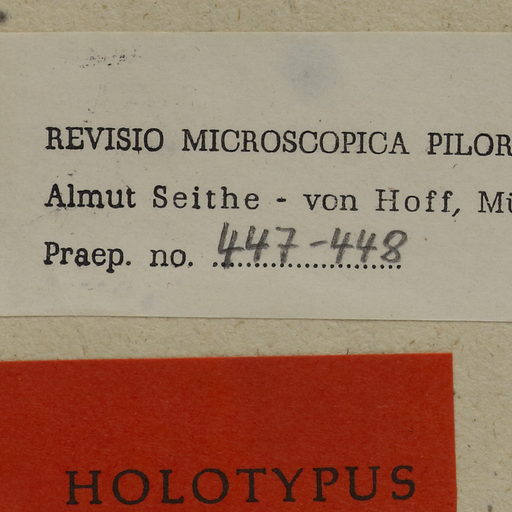 REVISIO MICROSCOPICA PILOR
Almut Seithe - von Hoff, Mü
Praep. no. 447-448
HOLOTYPUS